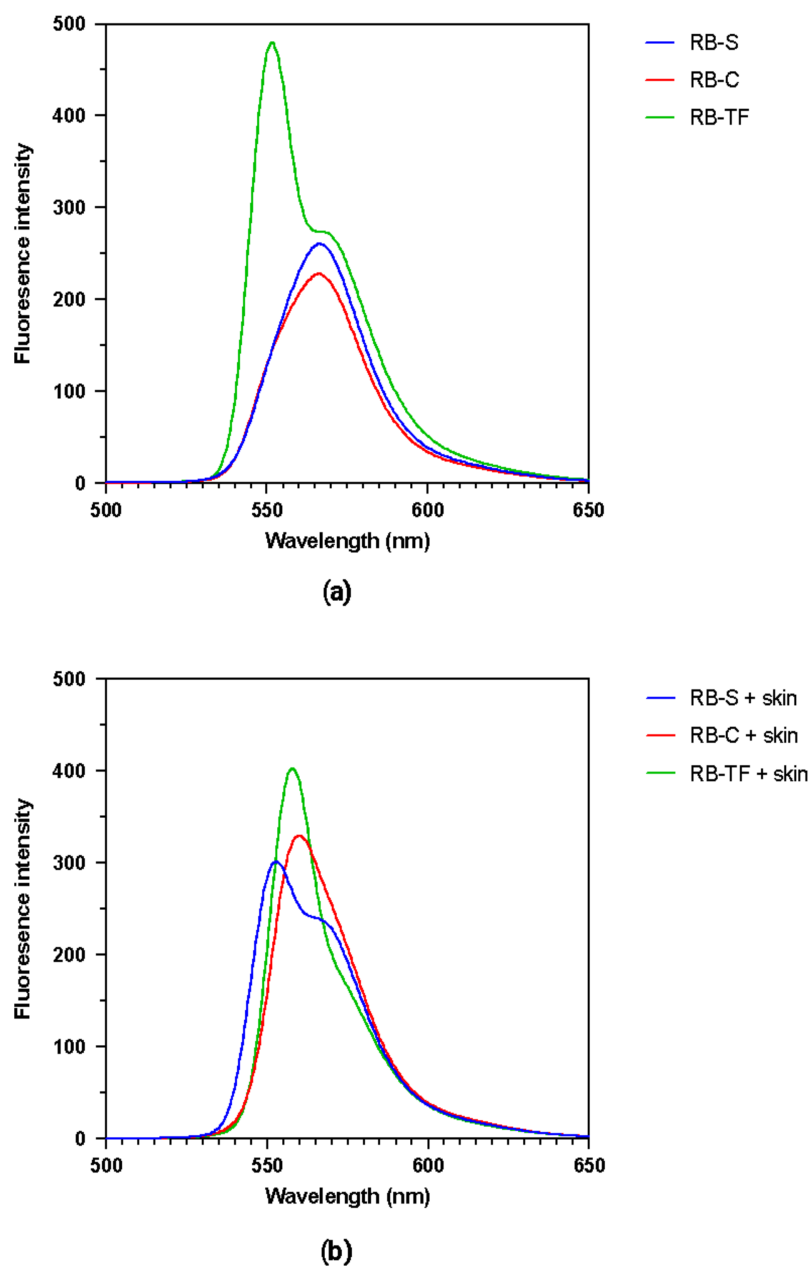 500
400
300
200
100
0
Fluoresence intensity
500
550
600
650
Wavelength (nm)
RB-S
RB-C
RB-TF
(a)
500
400
300
200
100
0
Fluoresence intensity
500
550
600
650
Wavelength (nm)
RB-S + skin
RB-C + skin
RB-TF + skin
(b)